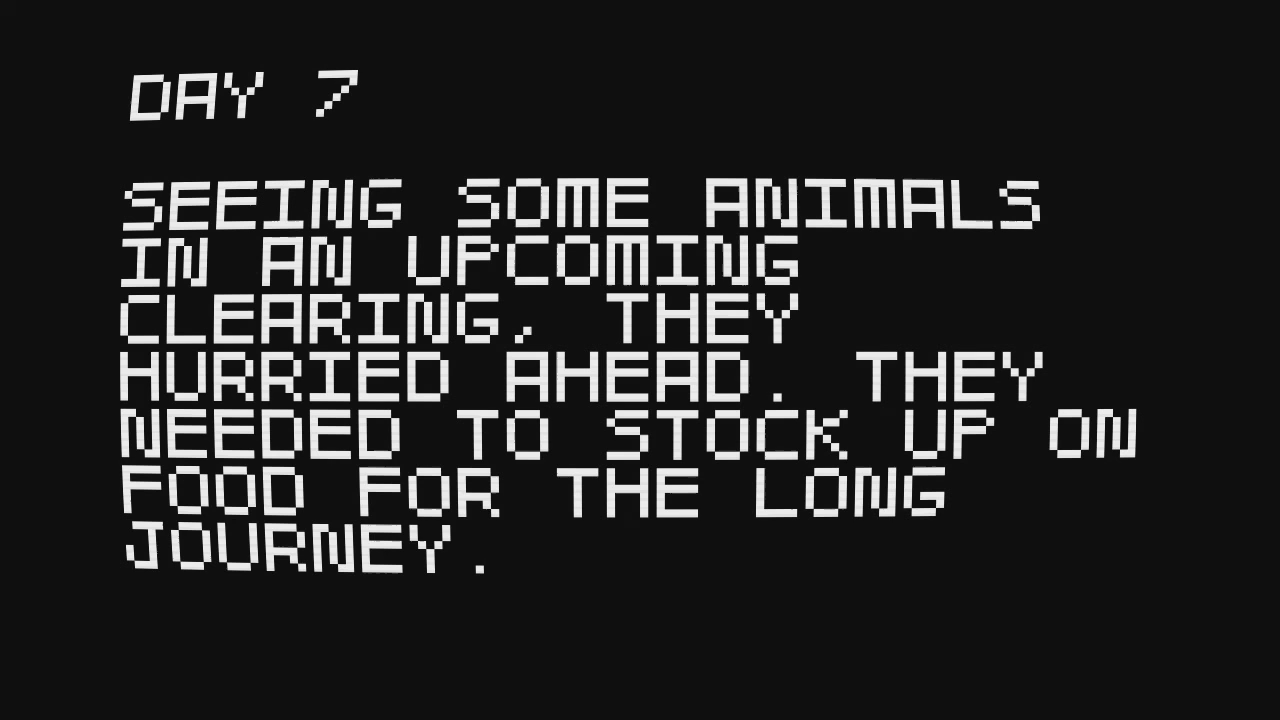 DAY 7
SEEING SOME ANIMALS
IN AN UPCOMING
CLEARING, THEY
HURRIED AHEAD. THEY
NEEDED TO STOCK UP ON
FOOD FOR THE LONG
JOURNEY.